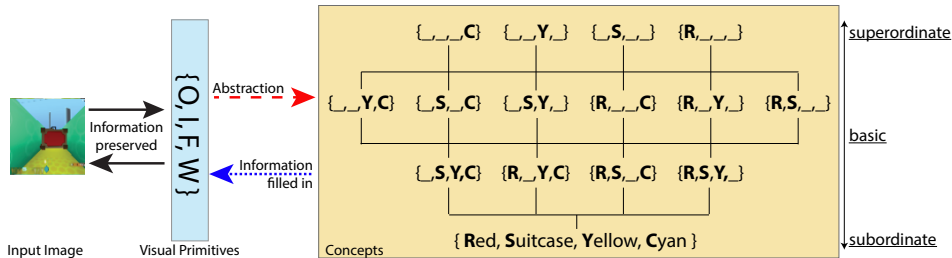 {_,_,_,C} {_,_,Y,_} {_,S,_,_} {R,_,_,_}
superordinate
Abstraction
{O, I, F, W}
{_,_,Y,C} {_,S,_,C} {_,S,Y,_} {R,_,_,C} {R,_,Y,_} {R,S,_,_}
Information
preserved
basic
Information
filled in
{_,S,Y,C} {R,_,Y,C} {R,S,_,C} {R,S,Y,_}
{ Red, Suitcase, Yellow, Cyan }
Input Image
Visual Primitives
Concepts
subordinate